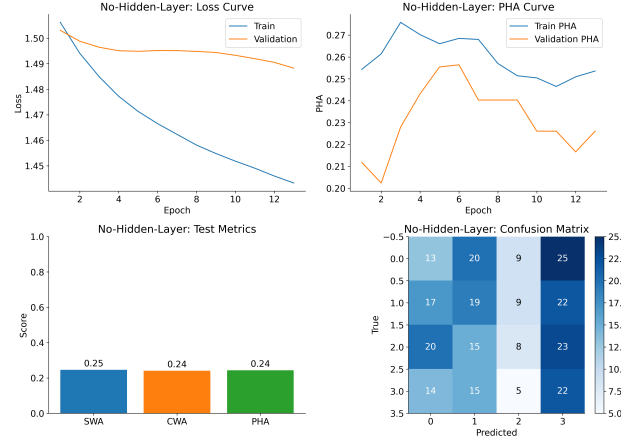 No-Hidden-Layer: Loss Curve
Train
Validation
1.50
1.49
1.48
1.47
1.46
1.45
Loss
2 4 6 8 10 12
Epoch
No-Hidden-Layer: PHA Curve
Train PHA
Validation PHA
0.27
0.26
0.25
0.24
0.23
0.22
0.21
0.20
PHA
2 4 6 8 10 12
Epoch
No-Hidden-Layer: Test Metrics
1.0
0.8
0.6
0.4
0.2
0.0
Score
0.25 0.24 0.24
SWA CWA PHA
No-Hidden-Layer: Confusion Matrix
−0.5
0.0
0.5
1.0
1.5
2.0
2.5
3.0
3.5
True
13 20 9 25
17 19 9 22
20 15 8 23
14 15 5 22
0 1 2 3
Predicted
25.
22.
20.
17.
15.
12.
10.
7.5
5.0